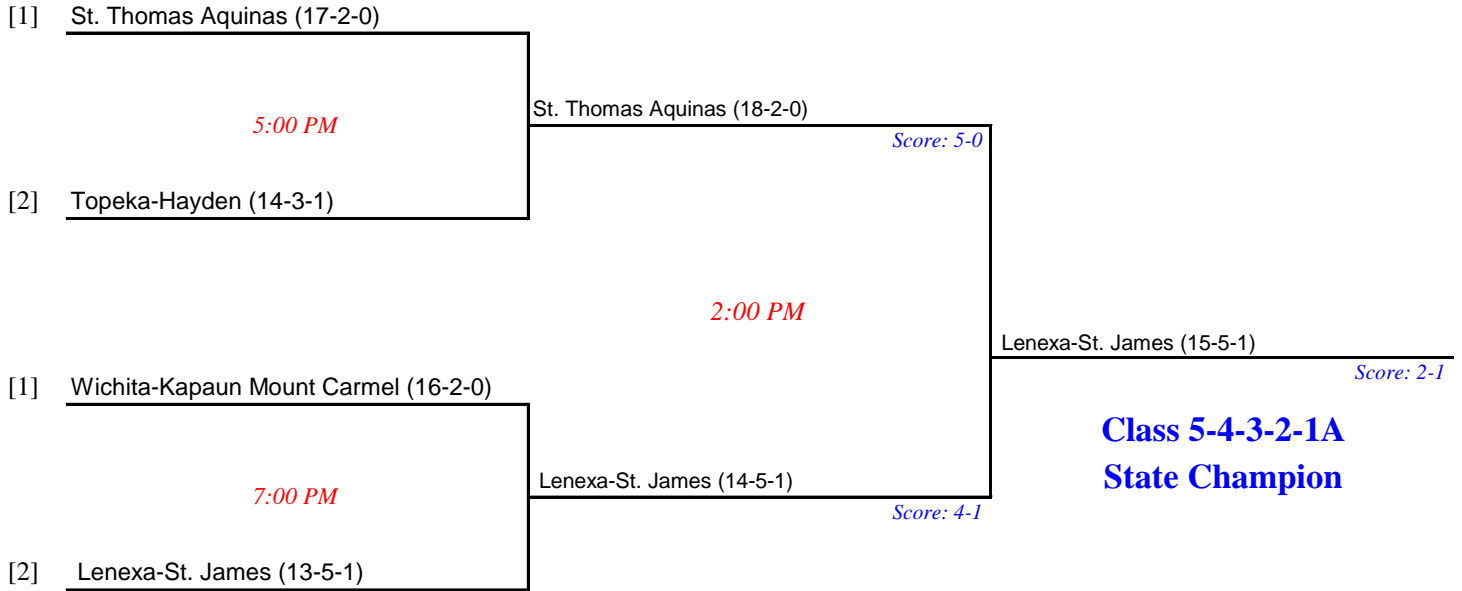 [1] St. Thomas Aquinas (17-2-0)
St. Thomas Aquinas (18-2-0)
5:00 PM
Score: 5-0
[2] Topeka-Hayden (14-3-1)
2:00 PM
Lenexa-St. James (15-5-1)
Score: 2-1
[1] Wichita-Kapaun Mount Carmel (16-2-0)
Class 5-4-3-2-1A
State Champion
Lenexa-St. James (14-5-1)
7:00 PM
Score: 4-1
[2] Lenexa-St. James (13-5-1)